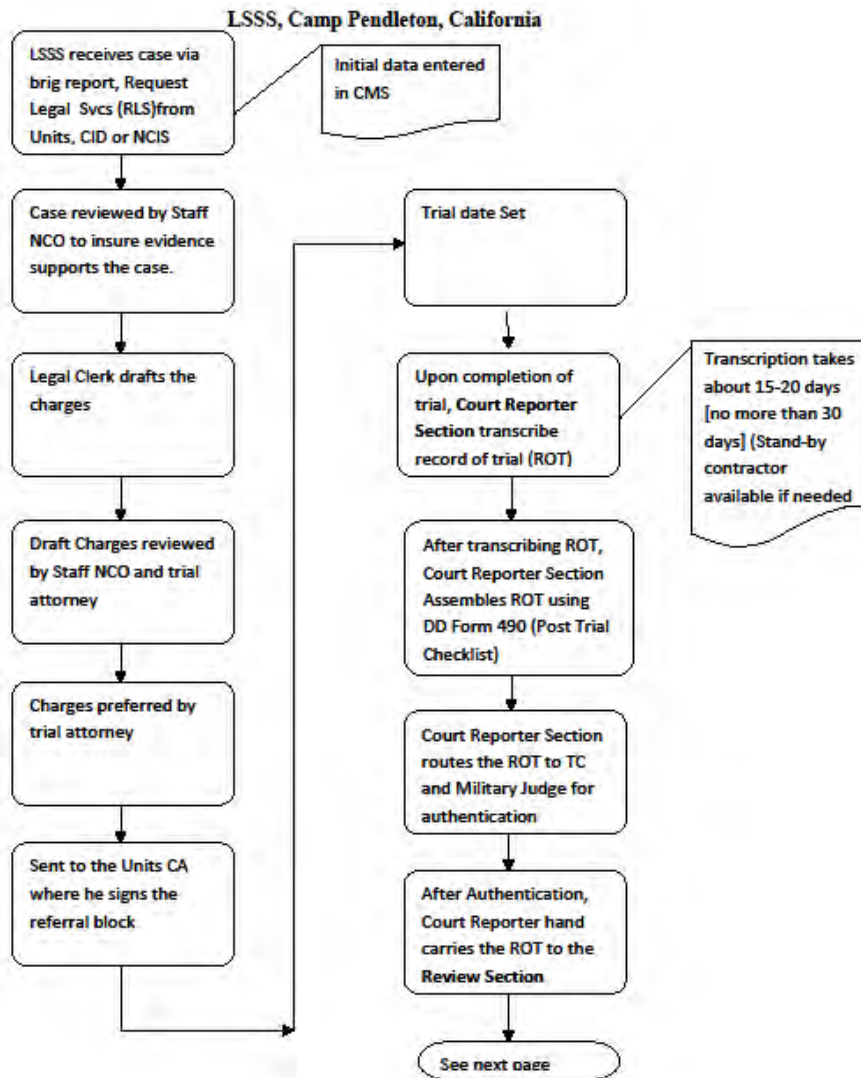 LSSS, Camp Pendleton, California
LSSS receives case via
brig report, Request
Legal Svcs (RLS)from
Units, CID or NCIS
Initial data entered
in CMS
Case reviewed by Staff
NCO to insure evidence
supports the case.
Legal Clerk drafts the
charges
Draft Charges reviewed
by Staff NCO and trial
attorney
Charges preferred by
trial attorney
Sent to the Units CA
where he signs the
referral block
Trial date Set
Upon completion of
trial, Court Reporter
Section transcribe
record of trial (ROT)
Transcription takes
about 15-20 days
[no more than 30
days] (Stand-by
contractor
available if needed
After transcribing ROT,
Court Reporter Section
Assembles ROT using
DD Form 490 (Post Trial
Checklist)
Court Reporter Section
routes the ROT to TC
and Military Judge for
authentication
After Authentication,
Court Reporter hand
carries the ROT to the
Review Section
See next page